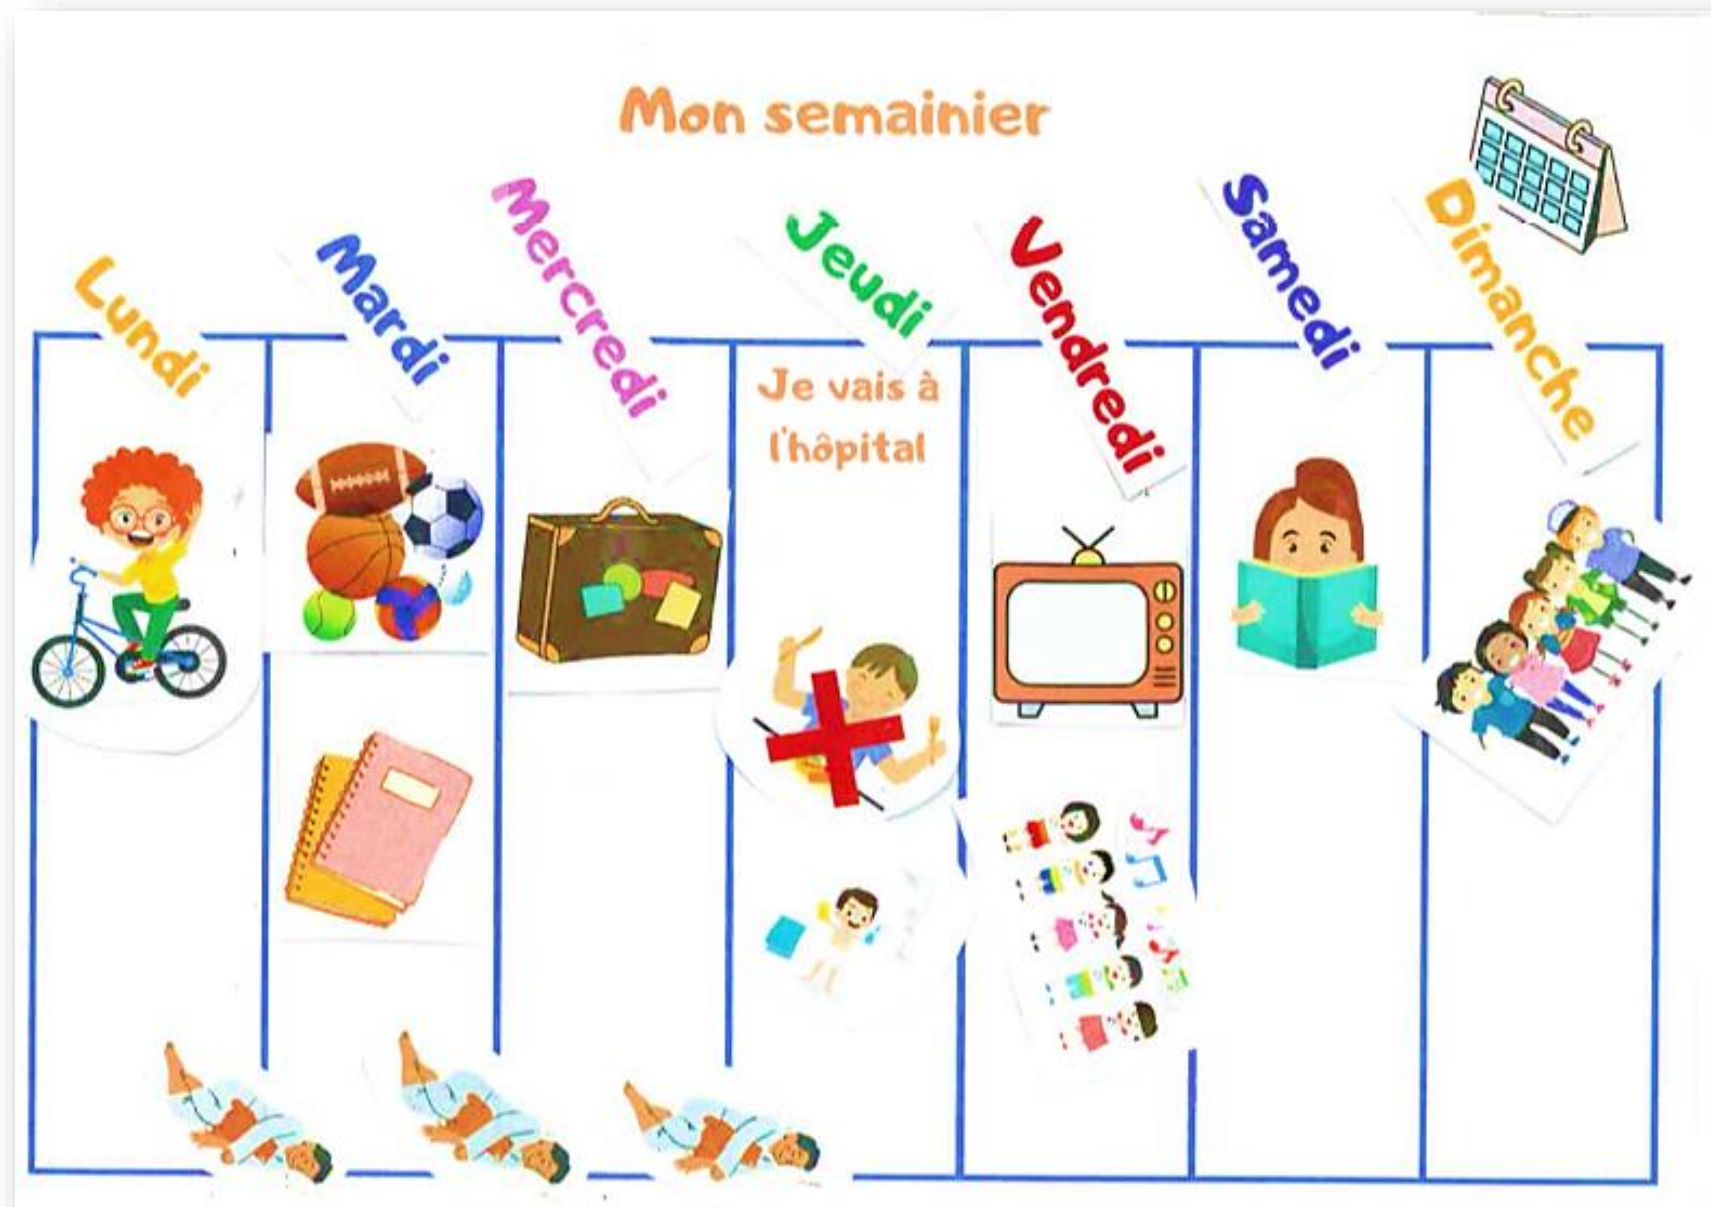 Mon semainier
Lundi
Mardi
Mercredi
Jeudi
Vendredi
Samedi
Dimanche
Je vais à
l'hôpital